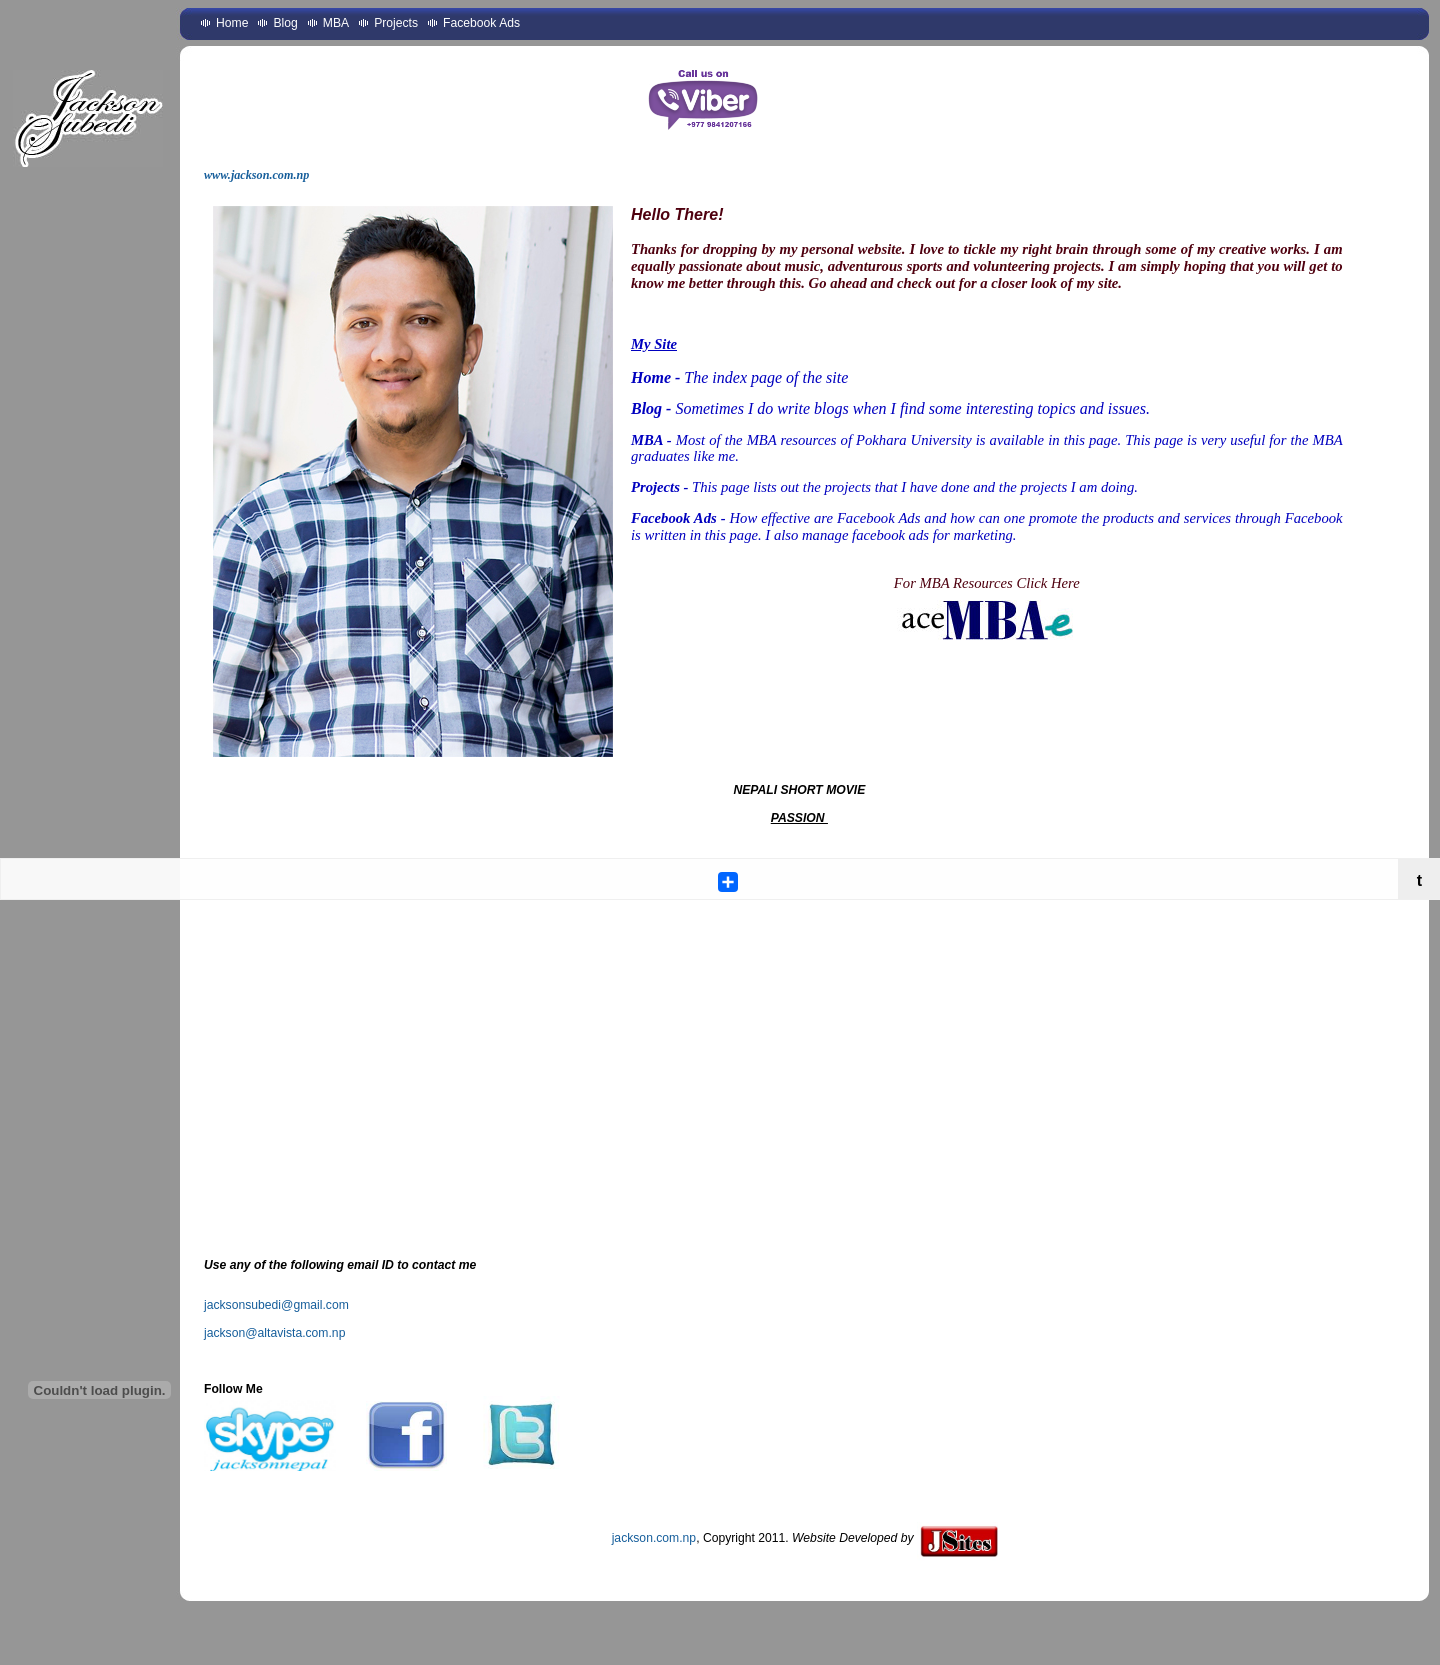 Home Blog MBA Projects Facebook Ads
Jackson
Subedi
Call us on
Viber
+977 9841207166
www.jackson.com.np
Hello There!
Thanks for dropping by my personal website. I love to tickle my right brain through some of my creative works. I am
equally passionate about music, adventurous sports and volunteering projects. I am simply hoping that you will get to
know me better through this. Go ahead and check out for a closer look of my site.
My Site
Home - The index page of the site
Blog - Sometimes I do write blogs when I find some interesting topics and issues.
MBA - Most of the MBA resources of Pokhara University is available in this page. This page is very useful for the MBA
graduates like me.
Projects - This page lists out the projects that I have done and the projects I am doing.
Facebook Ads - How effective are Facebook Ads and how can one promote the products and services through Facebook
is written in this page. I also manage facebook ads for marketing.
For MBA Resources Click Here
aceMBAe
NEPALI SHORT MOVIE
PASSION
t
Use any of the following email ID to contact me
jacksonsubedi@gmail.com
jackson@altavista.com.np
Couldn't load plugin.
Follow Me
skype™
jacksonnepal
f
t
jackson.com.np, Copyright 2011. Website Developed by JSites